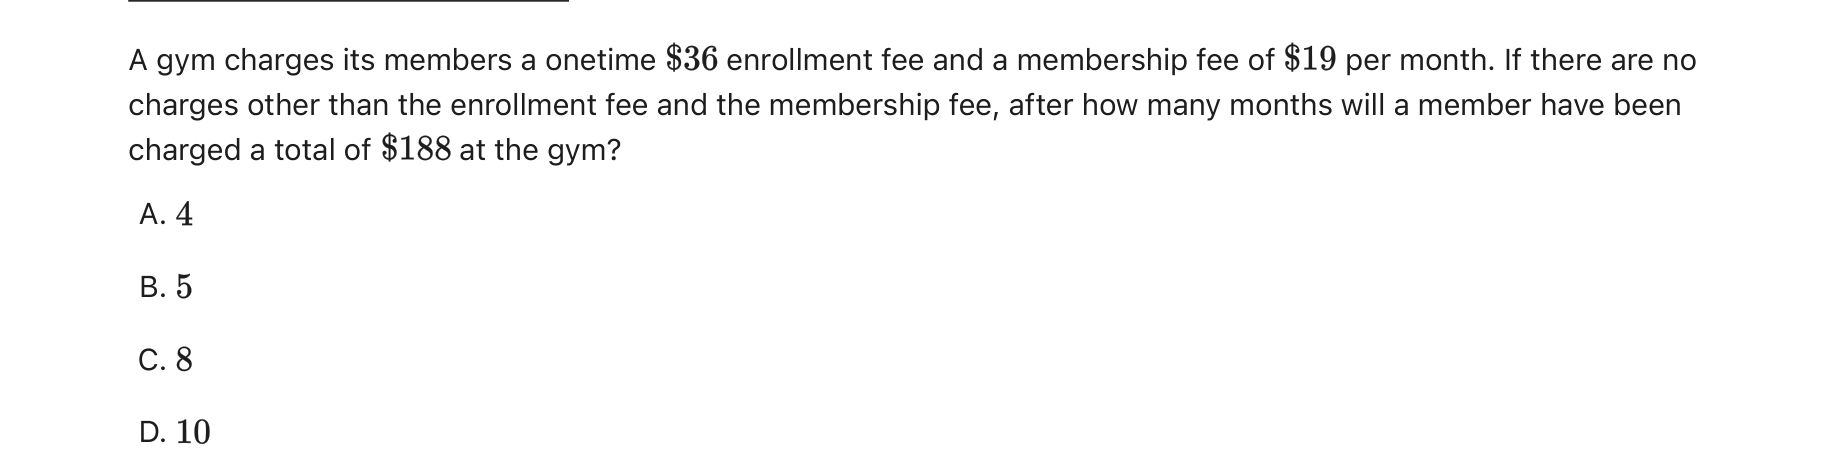 A gym charges its members a onetime $36 enrollment fee and a membership fee of $19 per month. If there are no
charges other than the enrollment fee and the membership fee, after how many months will a member have been
charged a total of $188 at the gym?
A. 4
B. 5
C. 8
D. 10